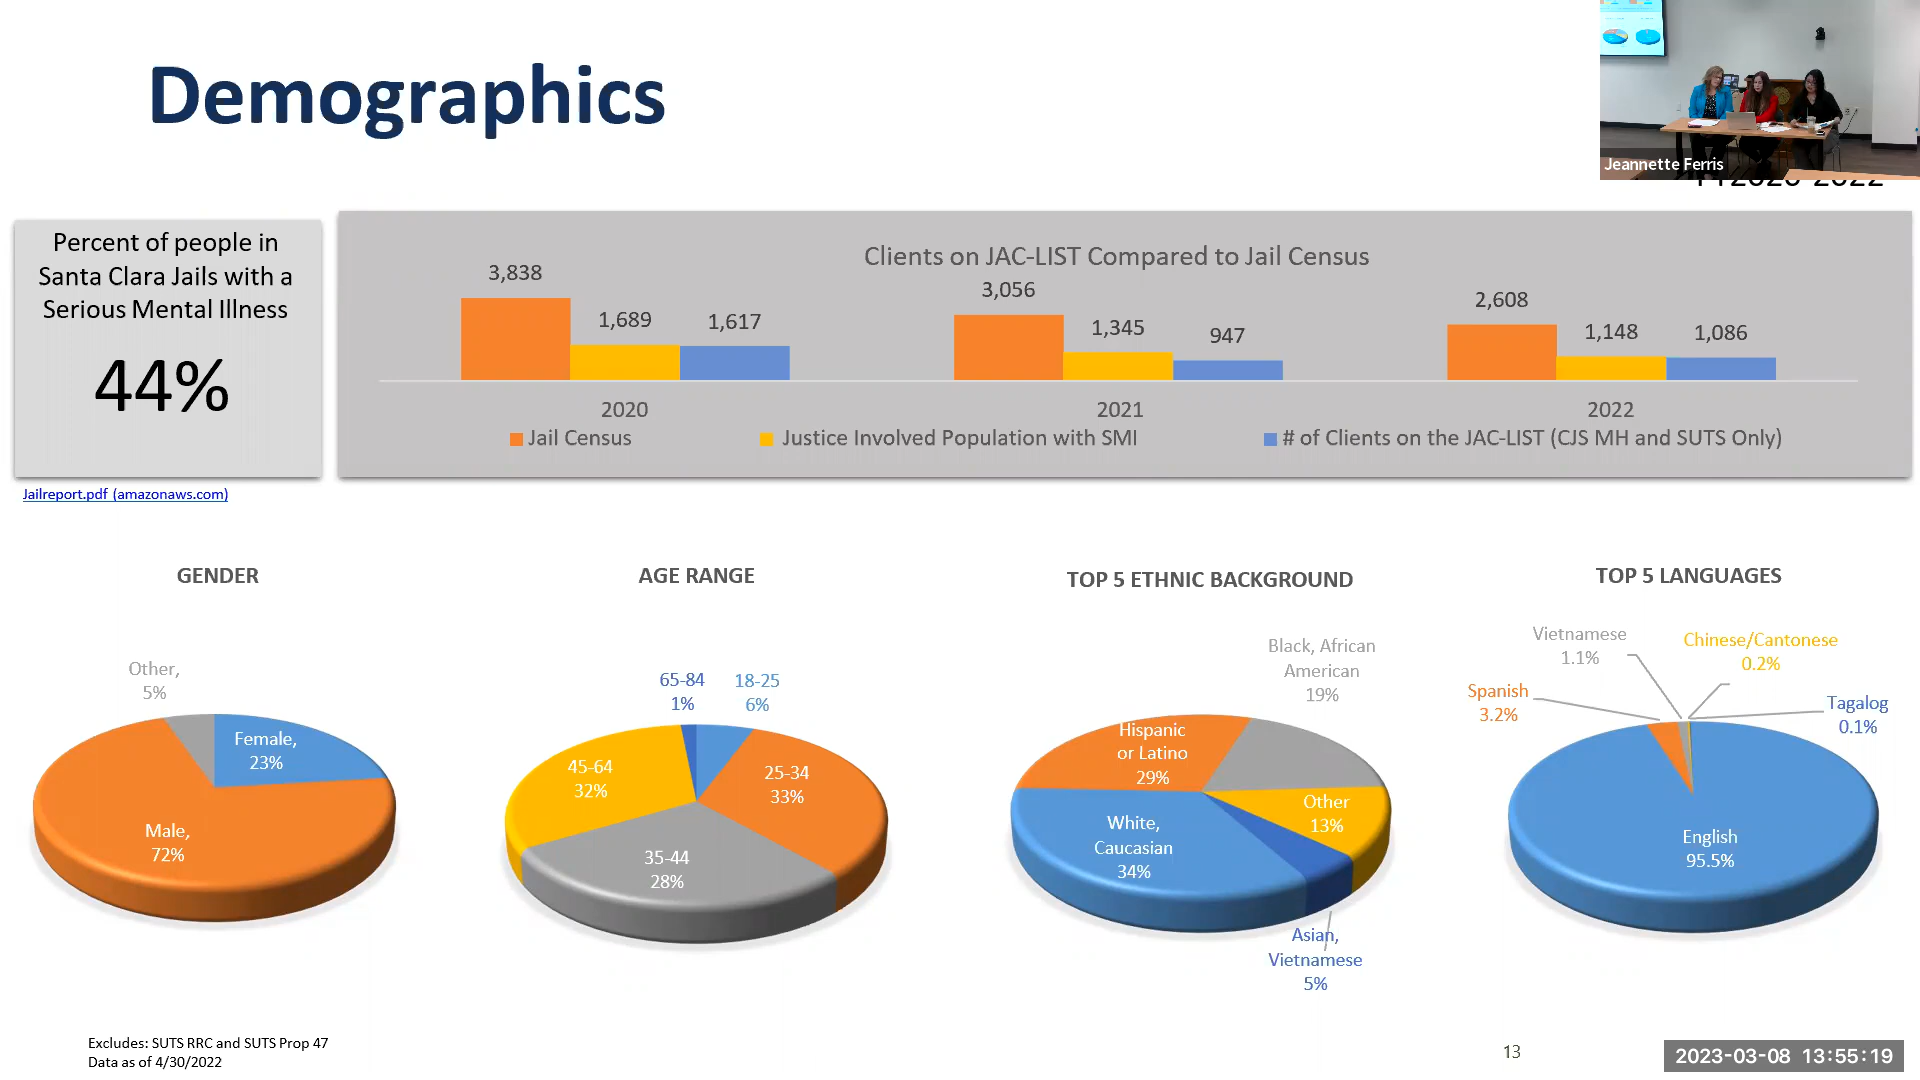 Demographics
Jeannette Ferris
Percent of people in
Santa Clara Jails with a
Serious Mental Illness
44%
Jailreport.pdf (amazonaws.com)
Clients on JAC-LIST Compared to Jail Census
3,838
1,689
1,617
3,056
1,345
947
2,608
1,148
1,086
2020
2021
2022
Jail Census
Justice Involved Population with SMI
# of Clients on the JAC-LIST (CJS MH and SUTS Only)
GENDER
Other,
5%
Female,
23%
Male,
72%
AGE RANGE
65-84
1%
18-25
6%
45-64
32%
25-34
33%
35-44
28%
TOP 5 ETHNIC BACKGROUND
Black, African
American
19%
Hispanic
or Latino
29%
Other
13%
White,
Caucasian
34%
Asian,
Vietnamese
5%
TOP 5 LANGUAGES
Vietnamese
1.1%
Chinese/Cantonese
0.2%
Spanish
3.2%
Tagalog
0.1%
English
95.5%
Excludes: SUTS RRC and SUTS Prop 47
Data as of 4/30/2022
13
2023-03-08 13:55:19